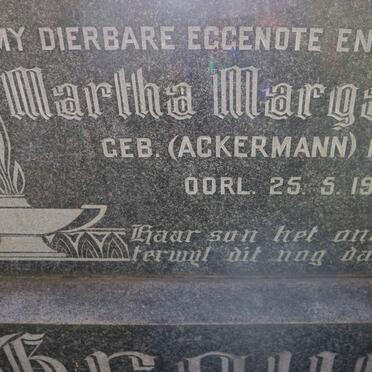 MY DIERBARE EGGENOTE EN
Martha Marga
GEB. (ACKERMANN)
OORL. 25. 5. 19
Haar son het on
terwyl dit nog da